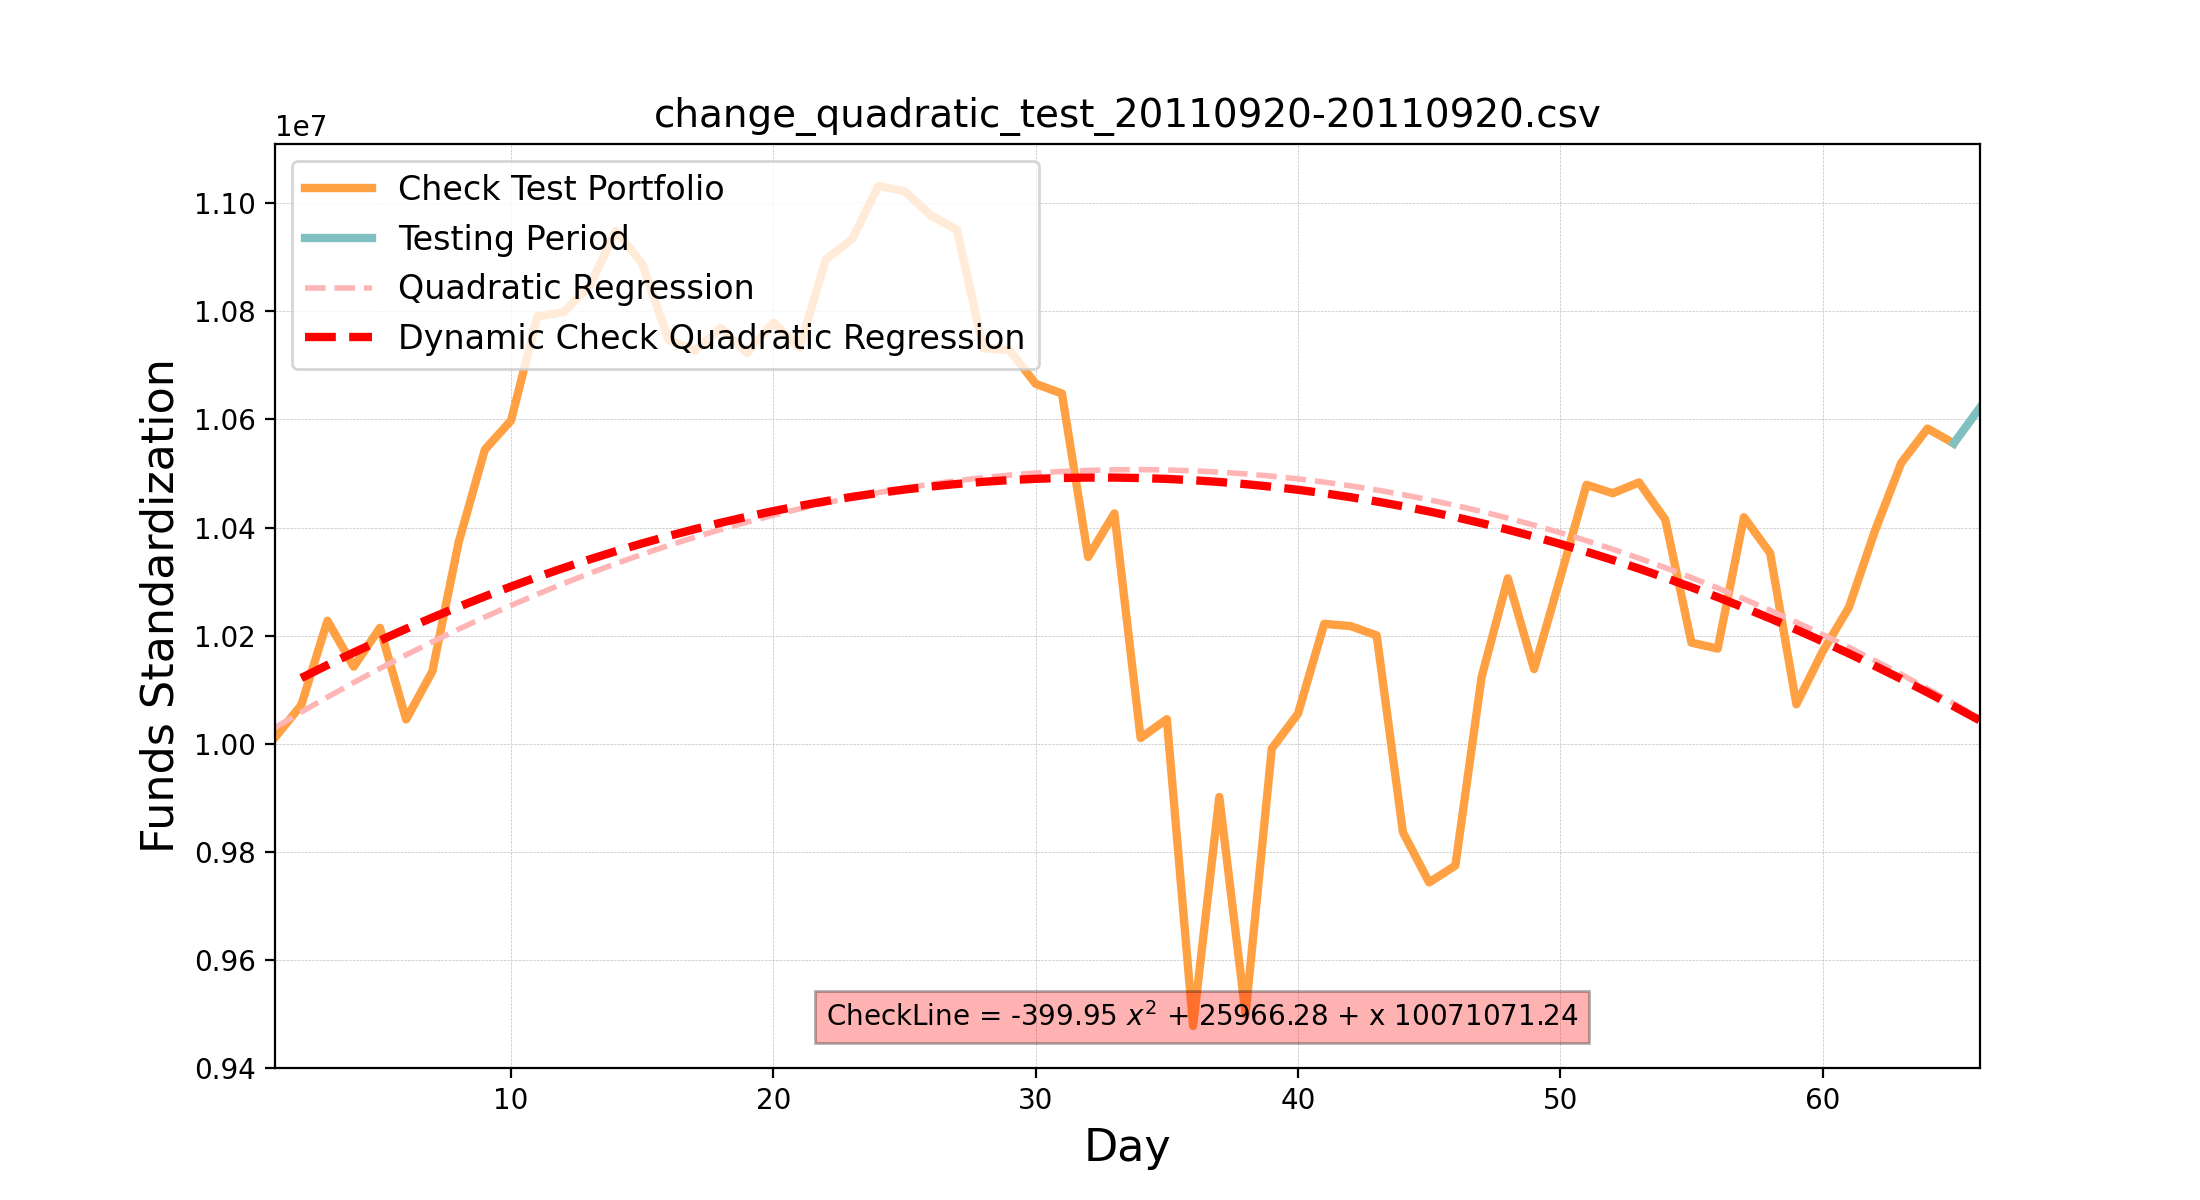 change_quadratic_test_20110920-20110920.csv
1e7
Check Test Portfolio
Testing Period
Quadratic Regression
Dynamic Check Quadratic Regression
1.10
1.08
1.06
1.04
1.02
1.00
0.98
0.96
0.94
Funds Standardization
CheckLine = -399.95 x² + 25966.28 + x 10071071.24
10 20 30 40 50 60
Day